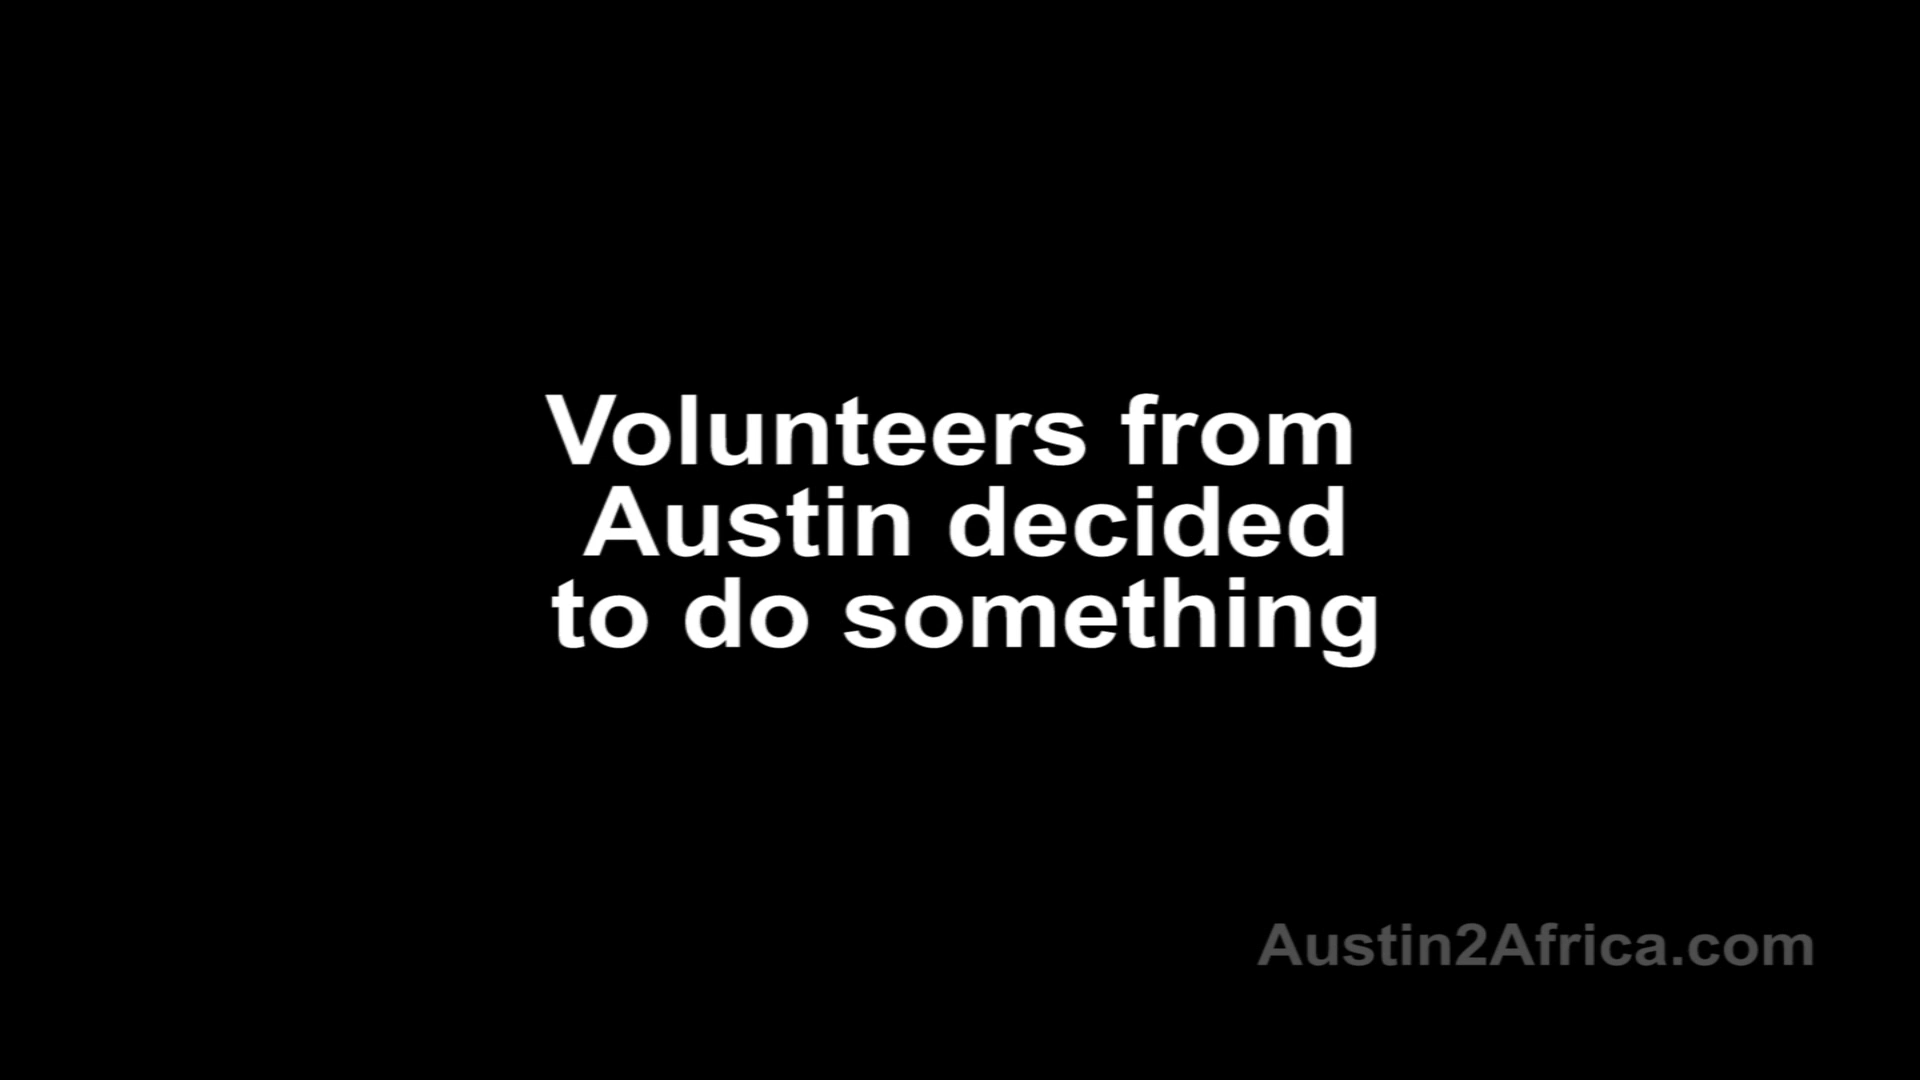 Volunteers from
Austin decided
to do something
Austin2Africa.com